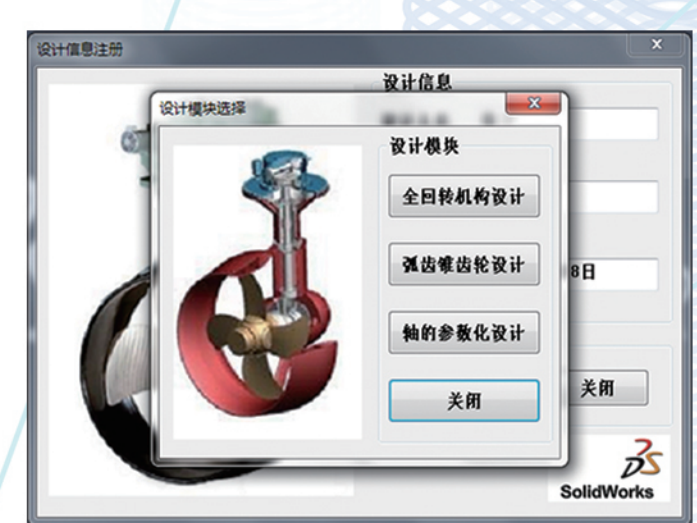 设计信息注册
设计信息
设计模块选择
设计模块
全回转机构设计
弧齿锥齿轮设计
8日
轴的参数化设计
关闭
关闭
SolidWorks